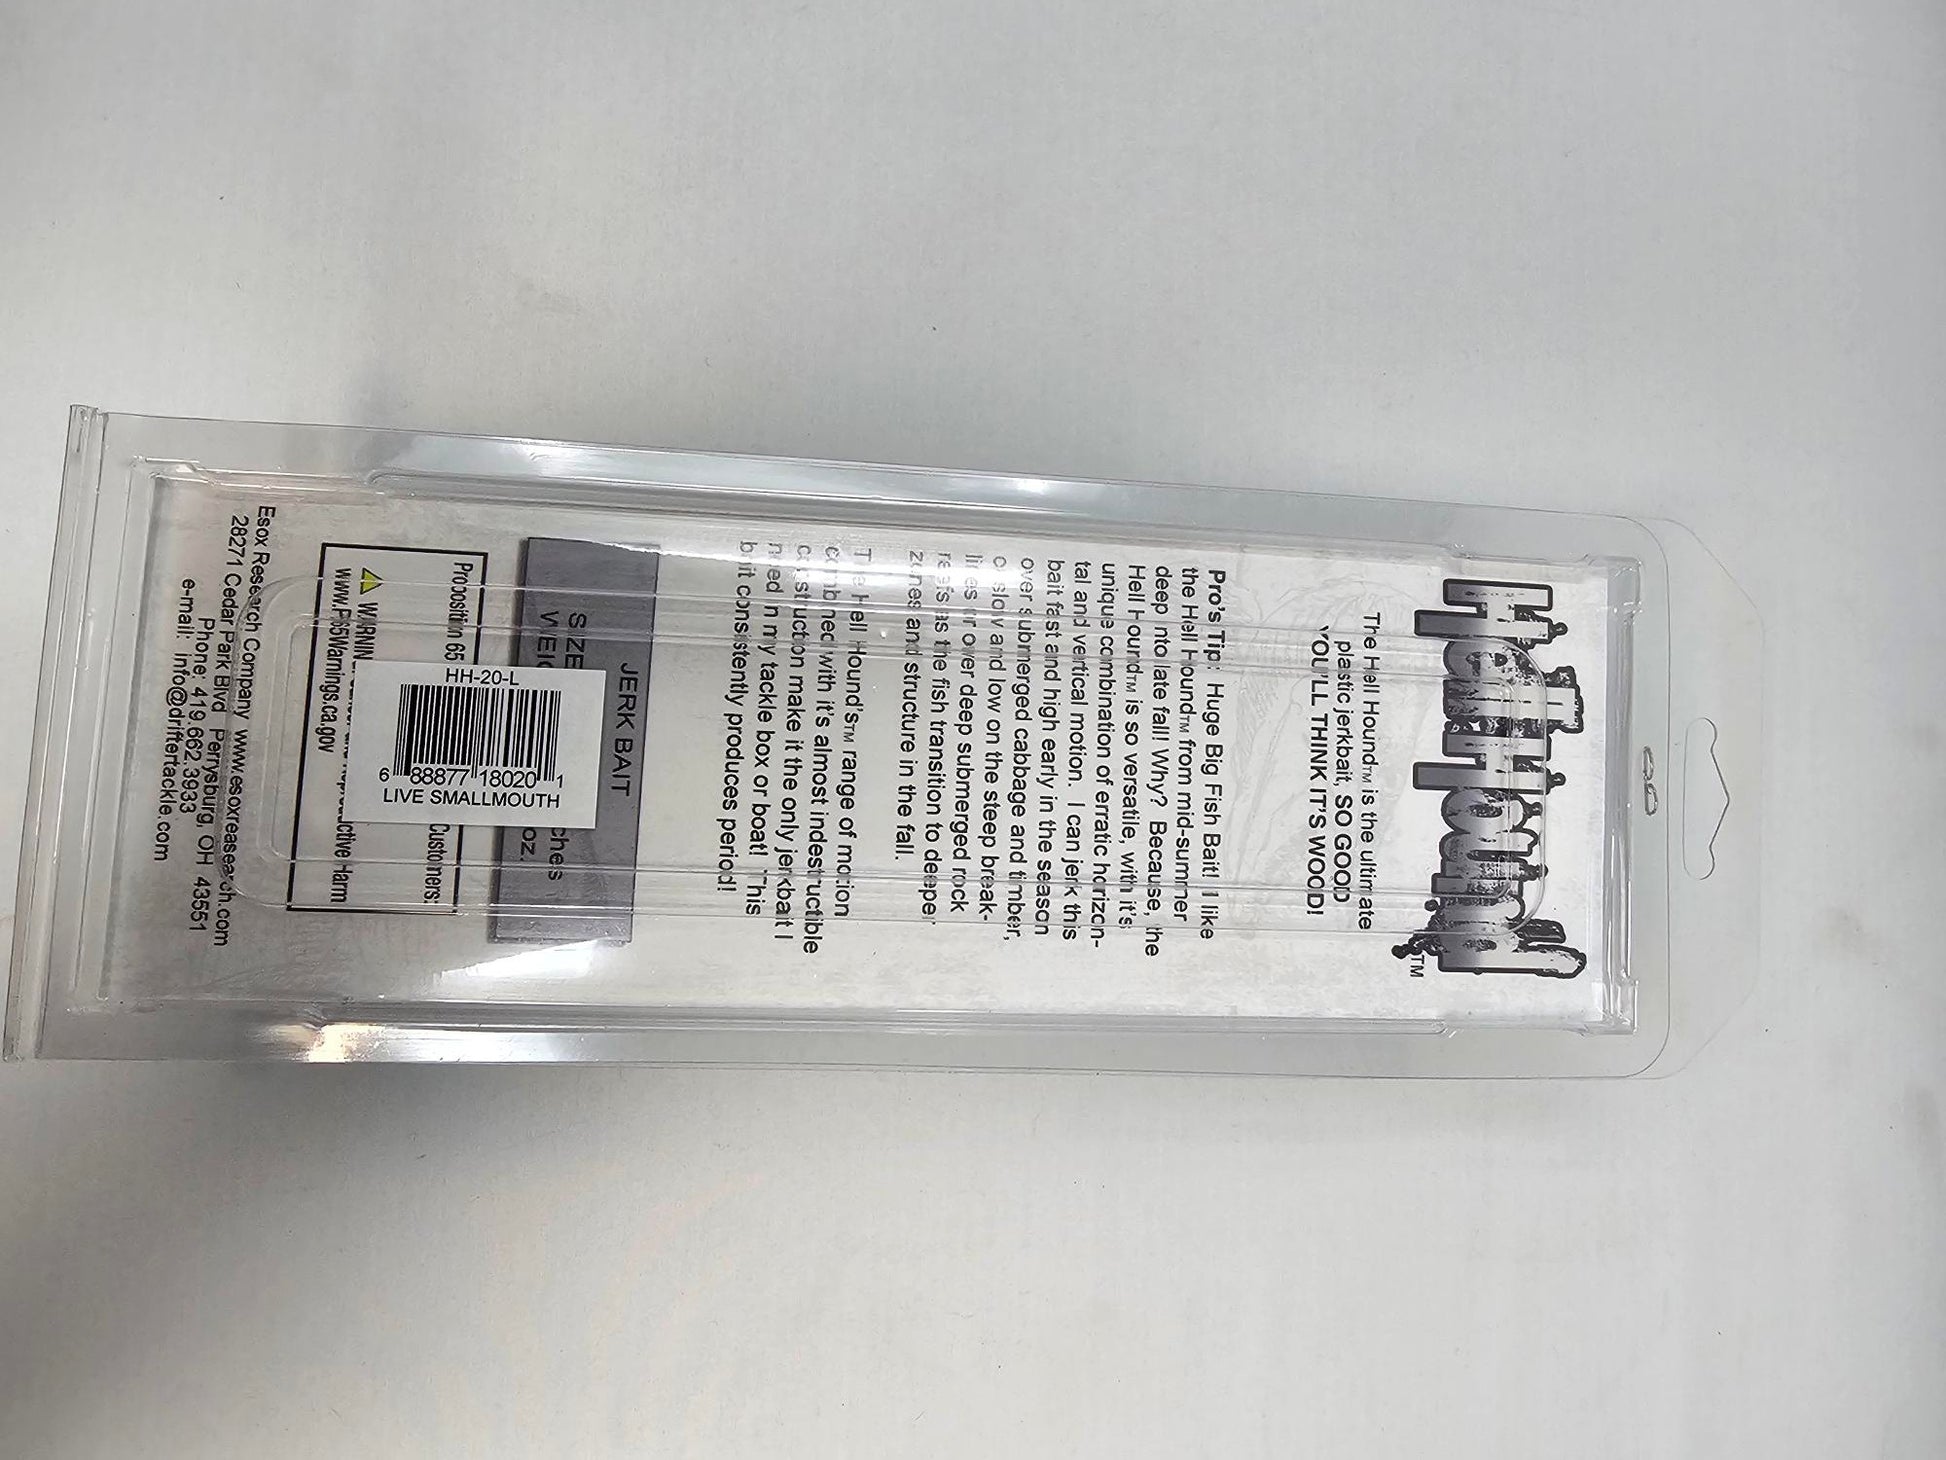 Hell Hound™
The Hell Hound™ is the ultimate
plastic jerkbait, SO GOOD
YOU'LL THINK IT'S WOOD!
Pro's Tip: Huge Big Fish Bait! I like
the Hell Hound™ from mid-summer
deep into late fall! Why? Because, the
Hell Hound™ is so versatile, with it's
unique combination of erratic horizon-
tal and vertical motion. I can jerk this
bait fast and high early in the season
over submerged cabbage and timber,
or slow and low on the steep break-
lines or over deep submerged rock
reefs as the fish transition to deeper
zones and structure in the fall.
The Hell Hound's™ range of motion
combined with it's almost indestructible
construction make it the only jerkbait I
need in my tackle box or boat! This
bait consistently produces period!
JERK BAIT
SIZE
oz.
Proposition 65 Customers:
Harm
www.P65Warnings.ca.gov
HH-20-L
6 88877 18020 1
LIVE SMALLMOUTH
Esox Research Company www.esoxreasearch.com
28271 Cedar Park Blvd Perrysburg, OH 43551
Phone: 419.662.3933
e-mail: info@driftertackle.com